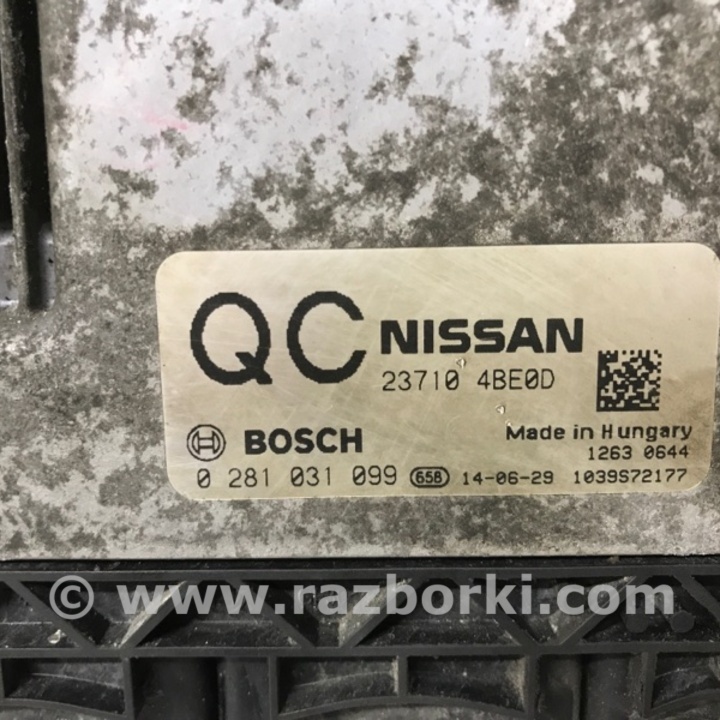 QC NISSAN
23710 4BE0D
BOSCH
Made in Hungary
1263 0644
0 281 031 099 658 14-06-29 1039S72177
© www.razborki.com